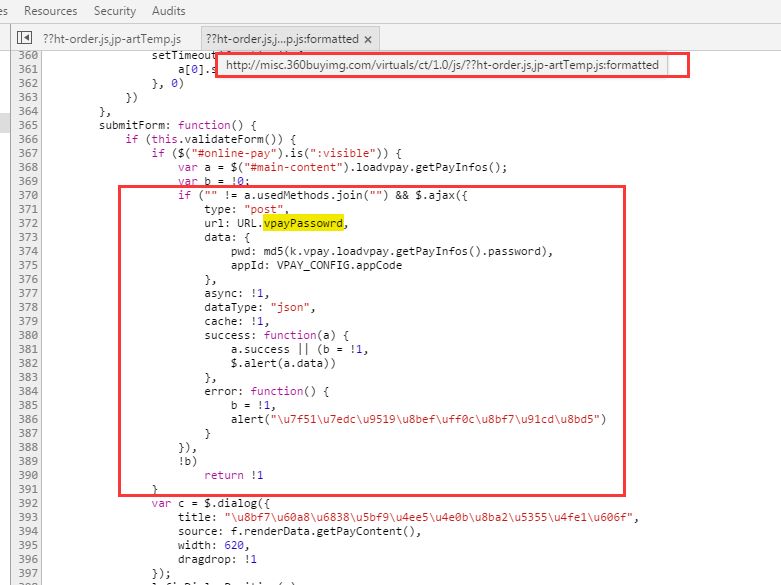 es Resources Security Audits
??ht-order.js,jp-artTemp.js ??ht-order.js,j…p.js:formatted ×
360 setTimeout(
http://misc.360buyimg.com/virtuals/ct/1.0/js/??ht-order.js,jp-artTemp.js:formatted
361 a[0].s
362 }, 0)
363 })
364 },
365 submitForm: function() {
366 if (this.validateForm()) {
367 if ($("#online-pay").is(":visible")) {
368 var a = $("#main-content").loadvpay.getPayInfos();
369 var b = !0;
370 if ("" != a.usedMethods.join("") && $.ajax({
371 type: "post",
372 url: URL.vpayPassowrd,
373 data: {
374 pwd: md5(k.vpay.loadvpay.getPayInfos().password),
375 appId: VPAY_CONFIG.appCode
376 },
377 async: !1,
378 dataType: "json",
379 cache: !1,
380 success: function(a) {
381 a.success || (b = !1,
382 $.alert(a.data))
383 },
384 error: function() {
385 b = !1,
386 alert("\u7f51\u7edc\u9519\u8bef\uff0c\u8bf7\u91cd\u8bd5")
387 }
388 }),
389 !b)
390 return !1
391 }
392 var c = $.dialog({
393 title: "\u8bf7\u60a8\u6838\u5bf9\u4ee5\u4e0b\u8ba2\u5355\u4fe1\u606f",
394 source: f.renderData.getPayContent(),
395 width: 620,
396 dragdrop: !1
397 });